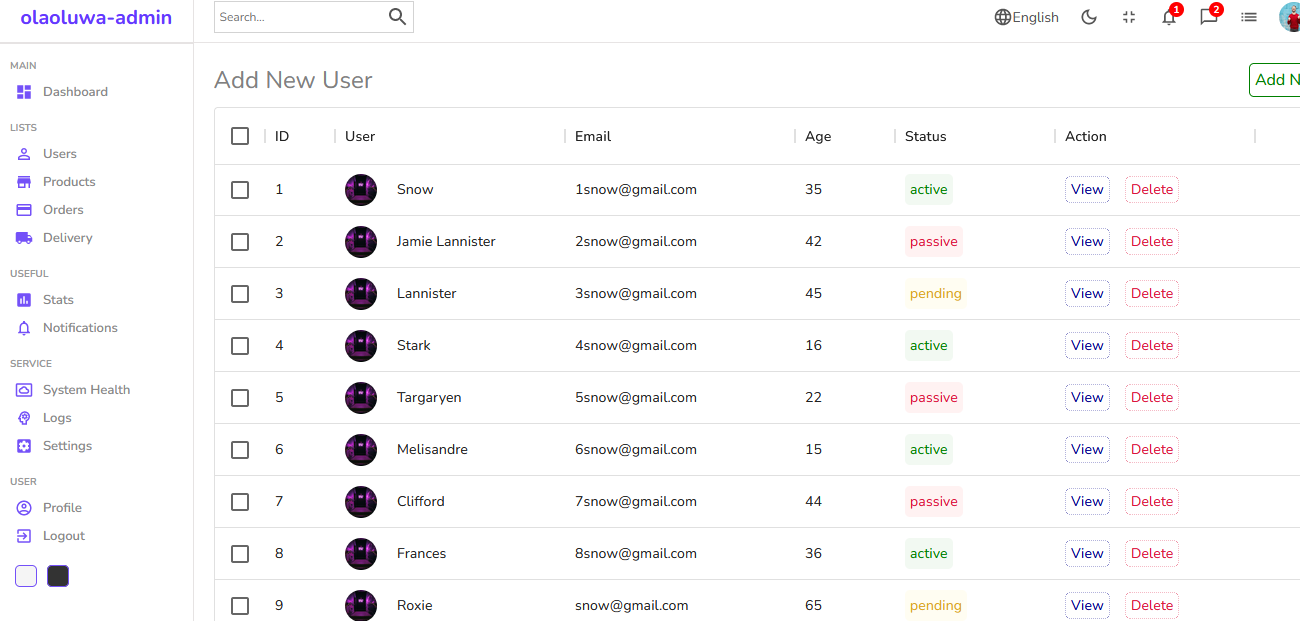 olaoluwa-admin
Search...
English
1
2
MAIN
Dashboard
LISTS
Users
Products
Orders
Delivery
USEFUL
Stats
Notifications
SERVICE
System Health
Logs
Settings
USER
Profile
Logout
Add New User
Add N
ID User Email Age Status Action
1 Snow 1snow@gmail.com 35 active View Delete
2 Jamie Lannister 2snow@gmail.com 42 passive View Delete
3 Lannister 3snow@gmail.com 45 pending View Delete
4 Stark 4snow@gmail.com 16 active View Delete
5 Targaryen 5snow@gmail.com 22 passive View Delete
6 Melisandre 6snow@gmail.com 15 active View Delete
7 Clifford 7snow@gmail.com 44 passive View Delete
8 Frances 8snow@gmail.com 36 active View Delete
9 Roxie snow@gmail.com 65 pending View Delete